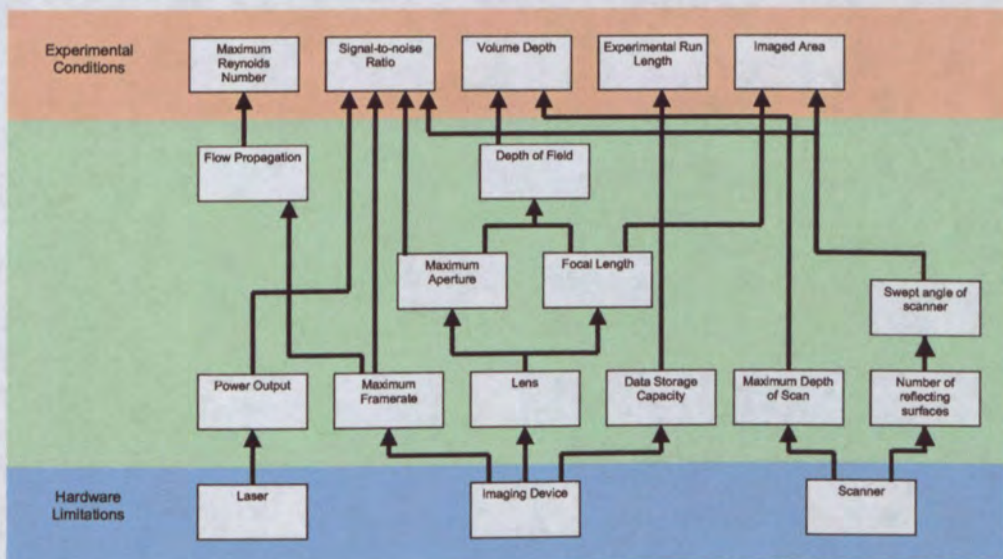 Experimental
Conditions
Maximum
Reynolds
Number
Signal-to-noise
Ratio
Volume Depth
Experimental Run
Length
Imaged Area
Flow Propagation
Depth of Field
Maximum
Aperture
Focal Length
Swept angle of
scanner
Power Output
Maximum
Framerate
Lens
Data Storage
Capacity
Maximum Depth
of Scan
Number of
reflecting
surfaces
Hardware
Limitations
Laser
Imaging Device
Scanner